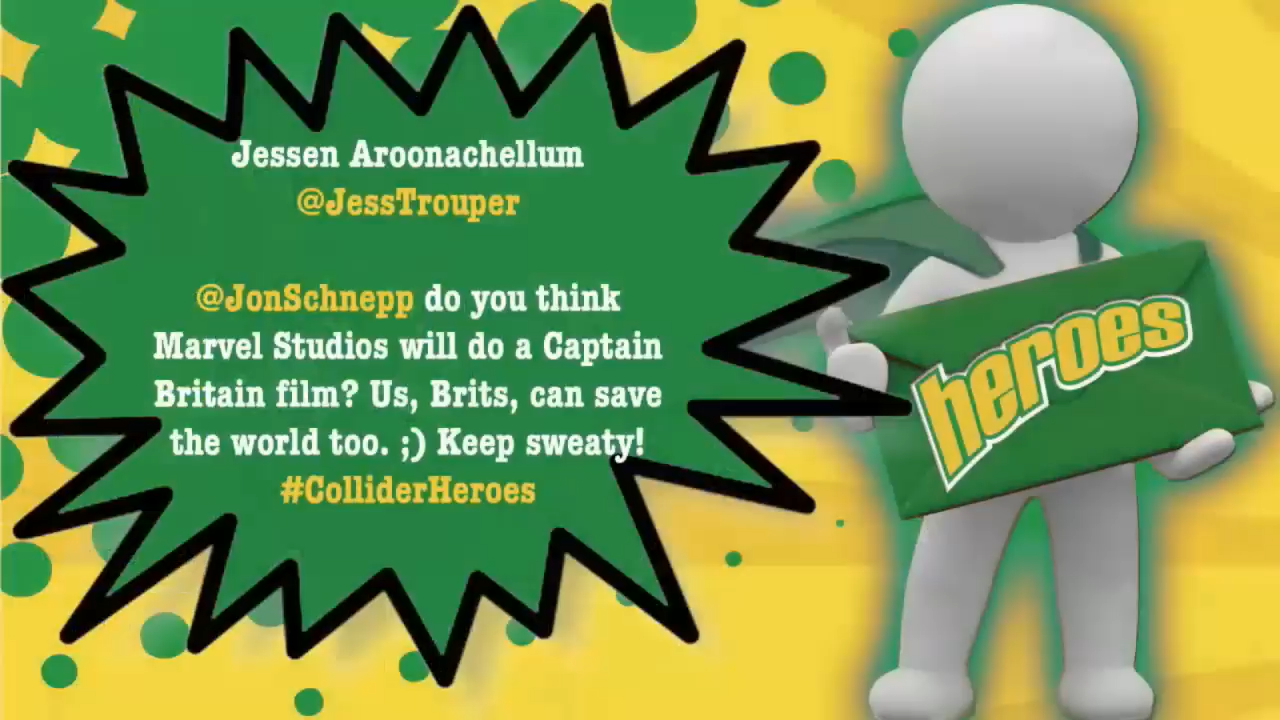 Jessen Aroonachellum
@JessTrouper
@JonSchnepp do you think
Marvel Studios will do a Captain
Britain film? Us, Brits, can save
the world too. ;) Keep sweaty!
#ColliderHeroes
heroes